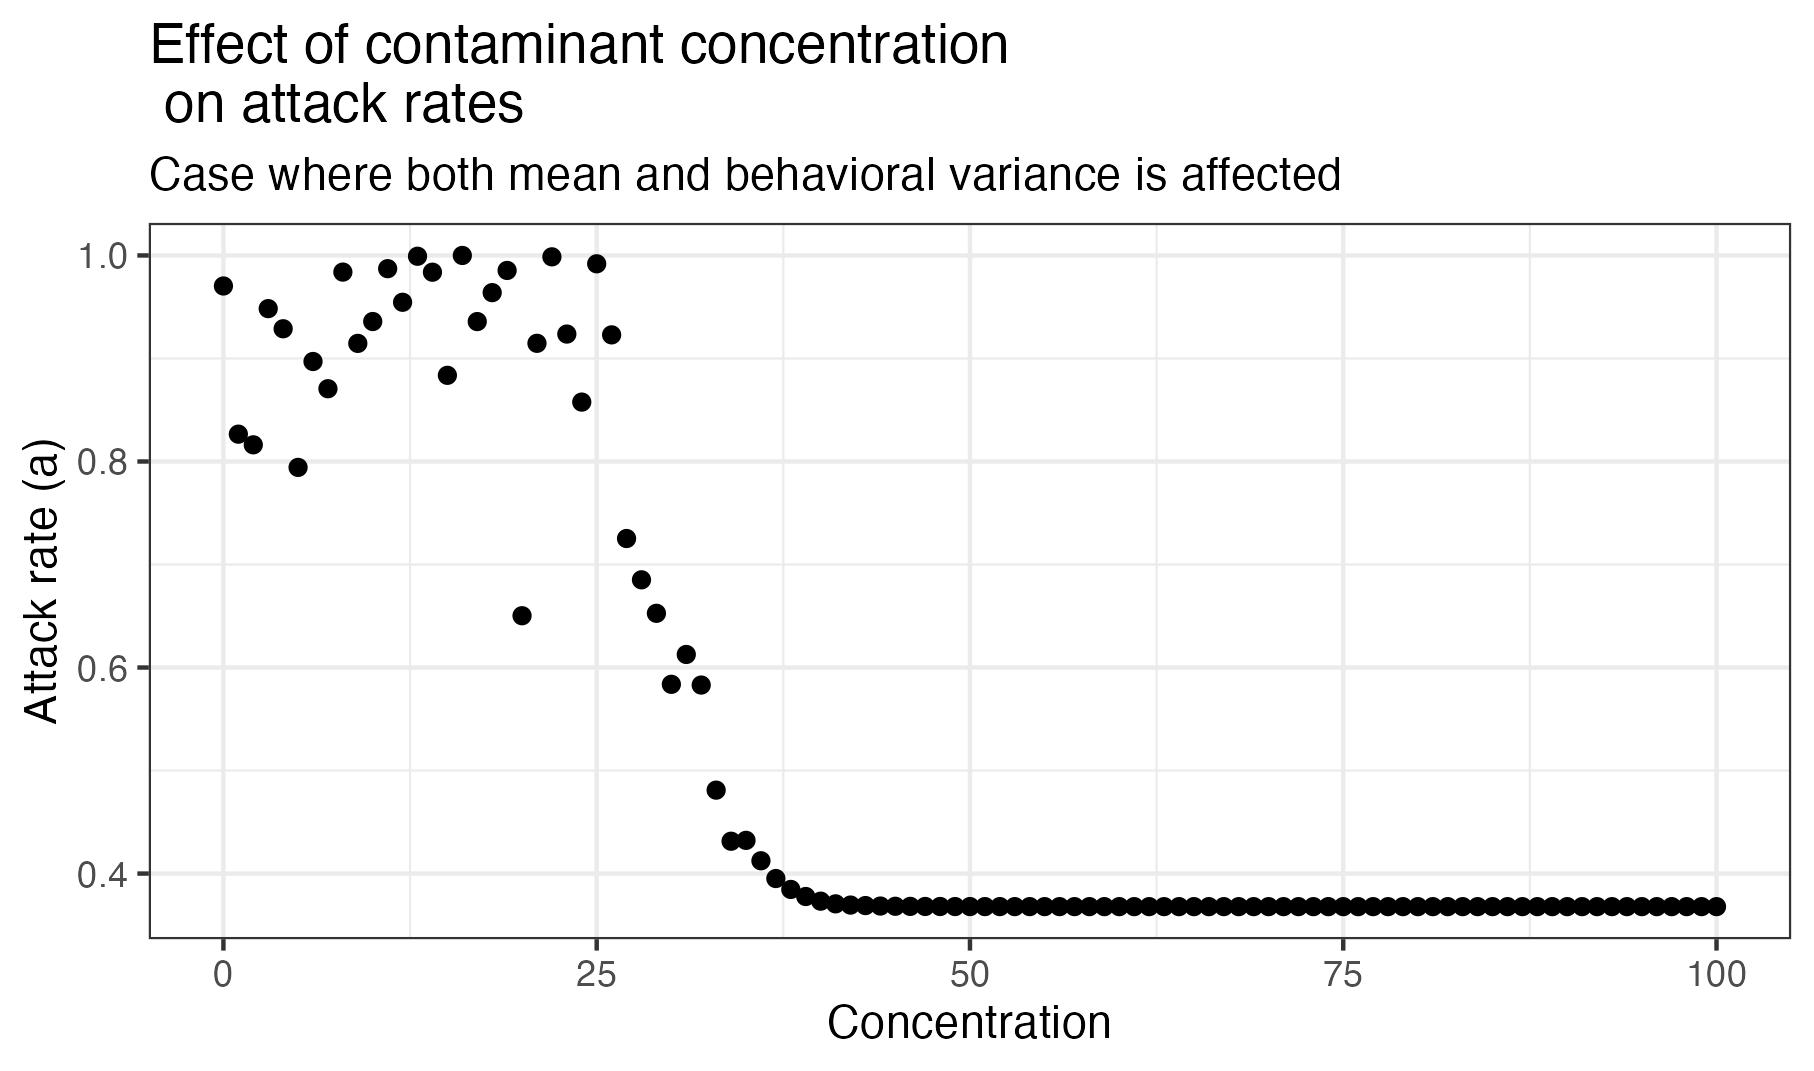 Effect of contaminant concentration
on attack rates
Case where both mean and behavioral variance is affected
Attack rate (a)
1.0
0.8
0.6
0.4
0
25
50
75
100
Concentration